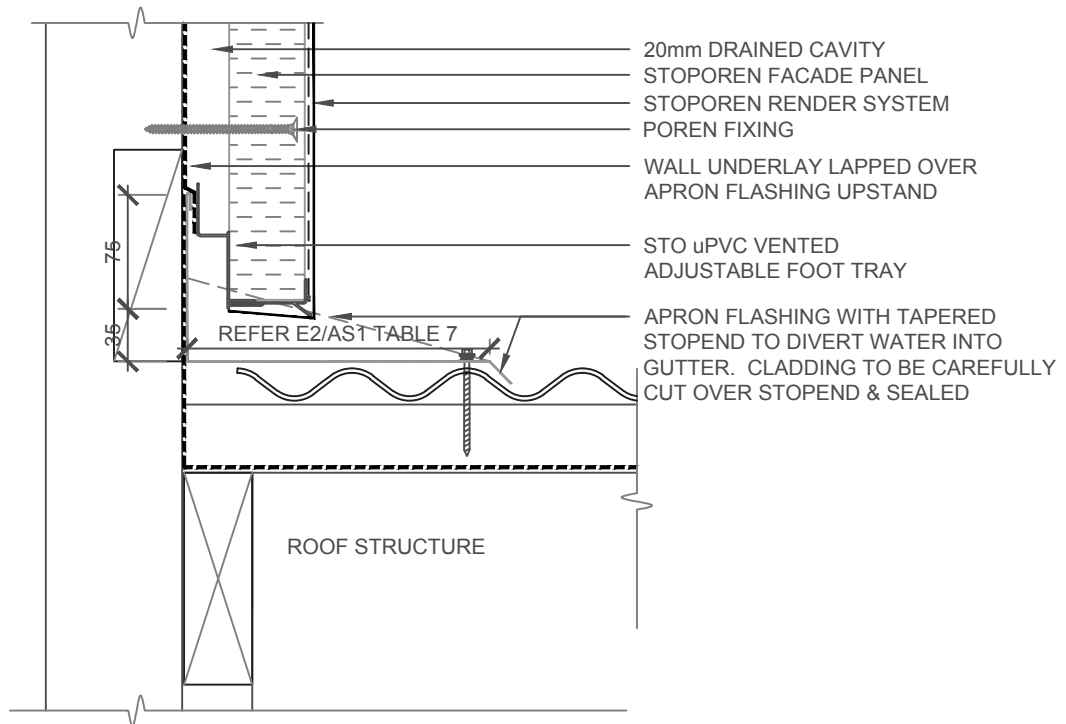 20mm DRAINED CAVITY
STOPOREN FACADE PANEL
STOPOREN RENDER SYSTEM
POREN FIXING
WALL UNDERLAY LAPPED OVER
APRON FLASHING UPSTAND
STO uPVC VENTED
ADJUSTABLE FOOT TRAY
APRON FLASHING WITH TAPERED
STOPEND TO DIVERT WATER INTO
GUTTER. CLADDING TO BE CAREFULLY
CUT OVER STOPEND & SEALED
75
35
REFER E2/AS1 TABLE 7
ROOF STRUCTURE